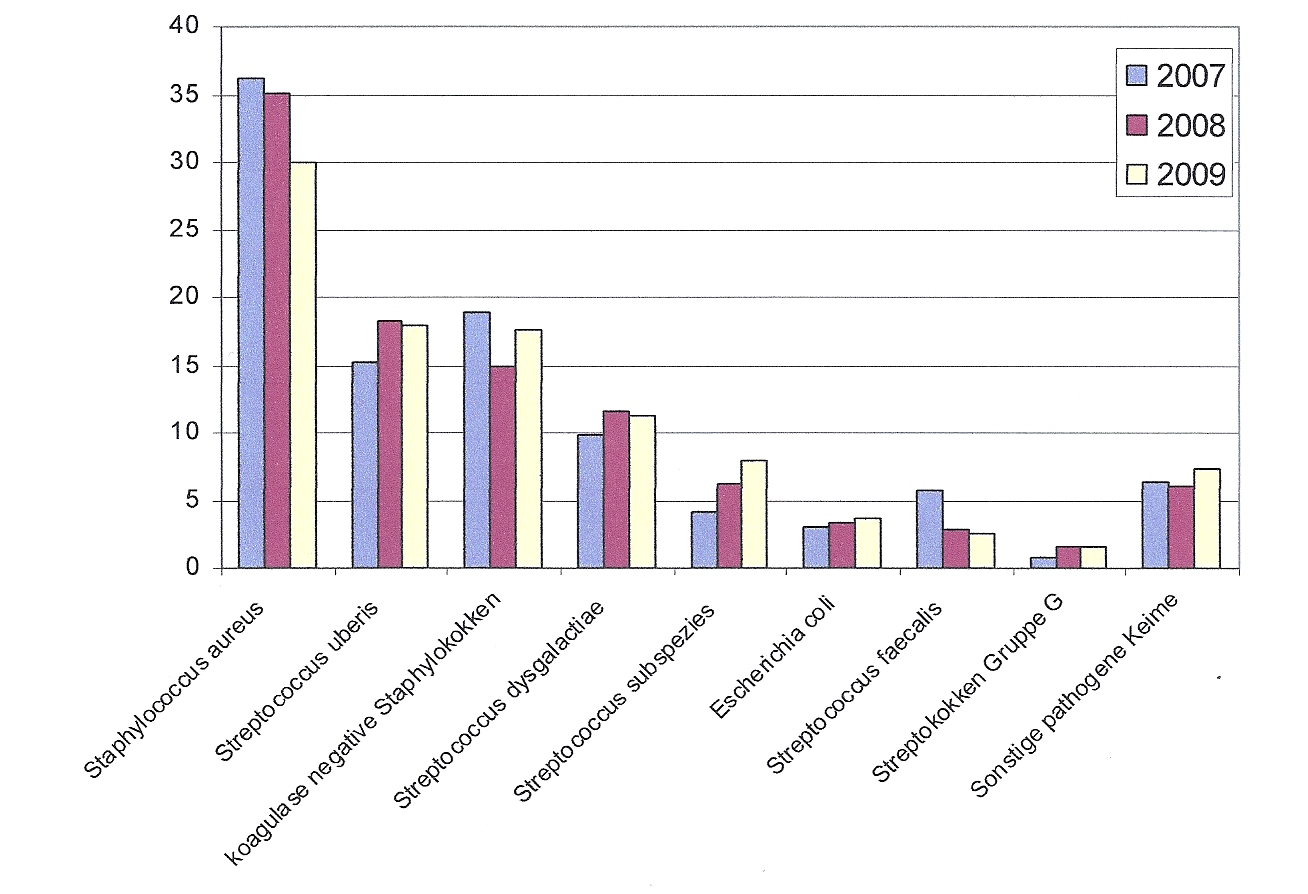 40
35
30
25
20
15
10
5
0
2007
2008
2009
Staphylococcus aureus
Streptococcus uberis
koagulase negative Staphylokokken
Streptococcus dysgalactiae
Streptococcus subspezies
Escherichia coli
Streptococcus faecalis
Streptokokken Gruppe G
Sonstige pathogene Keime